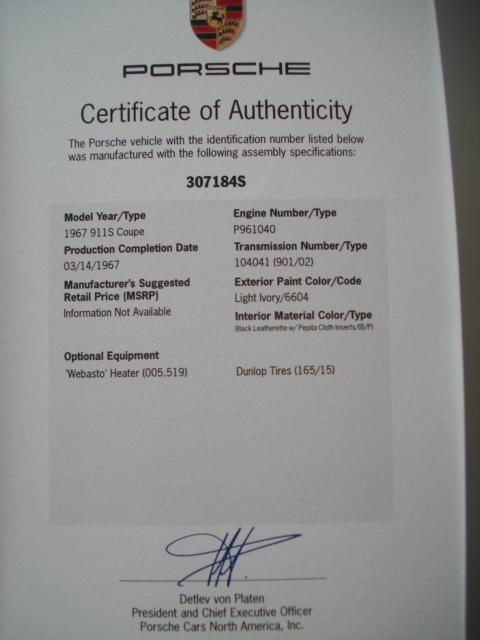 PORSCHE
Certificate of Authenticity
The Porsche vehicle with the identification number listed below
was manufactured with the following assembly specifications:
307184S
Model Year/Type
1967 911S Coupe
Production Completion Date
03/14/1967
Manufacturer's Suggested
Retail Price (MSRP)
Information Not Available
Engine Number/Type
P961040
Transmission Number/Type
104041 (901/02)
Exterior Paint Color/Code
Light Ivory/6604
Interior Material Color/Type
Black Leatherette w/ Pepita Cloth Inserts/(B/P)
Optional Equipment
'Webasto' Heater (005.519)
Dunlop Tires (165/15)
Detlev von Platen
President and Chief Executive Officer
Porsche Cars North America, Inc.